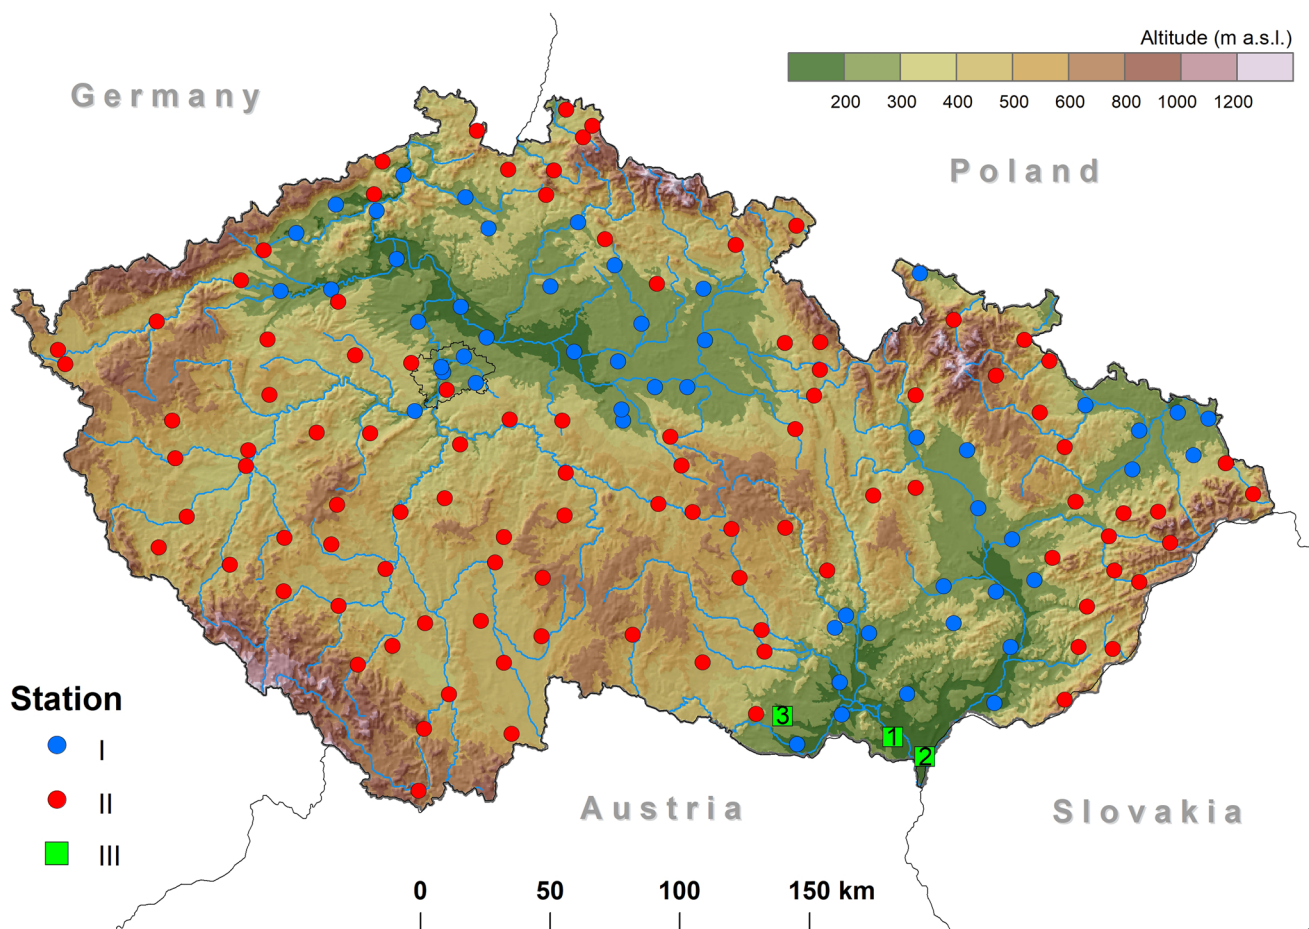 Altitude (m a.s.l.)
200 300 400 500 600 800 1000 1200
Germany
Poland
3
1
2
Station
I
II
III
Austria
Slovakia
0 50 100 150 km